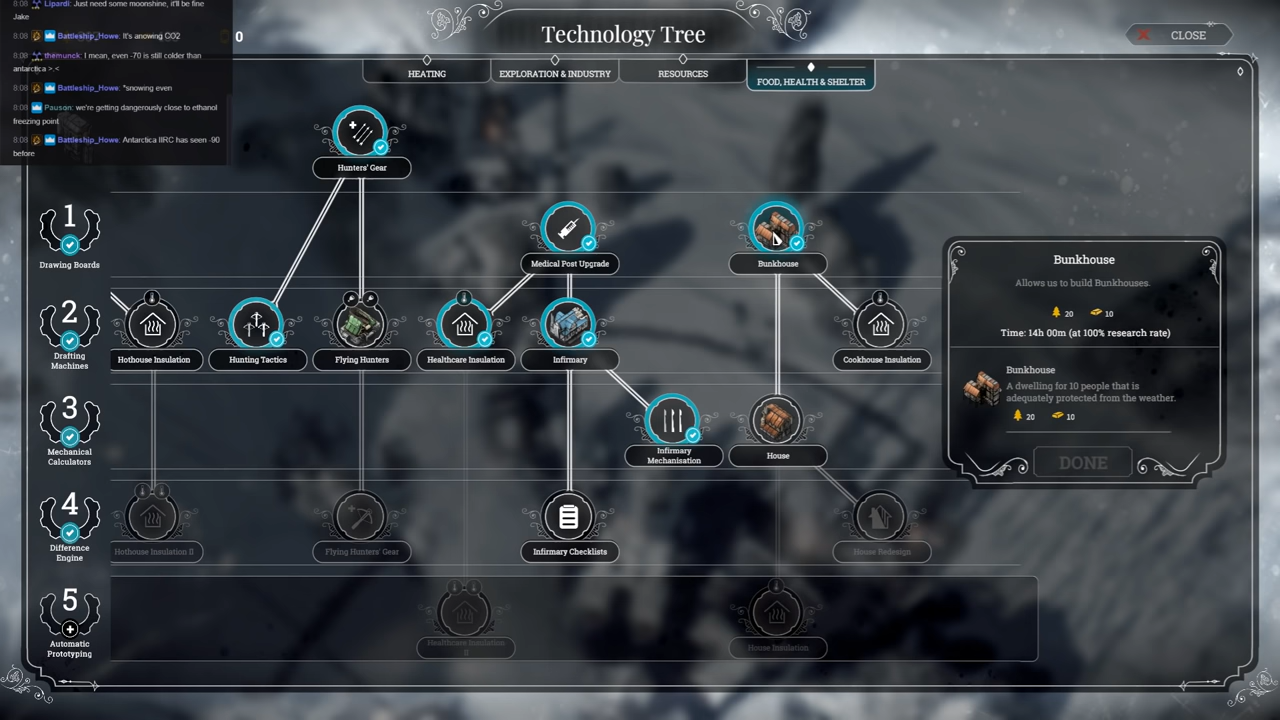 8:08 Lipardi: Just need some moonshine, it'll be fine
Jake
8:08 Battleship_Howe: It's anowing CO2
8:08 themunck: I mean, even -70 is still colder than
antarctica >.<
8:08 Battleship_Howe: *snowing even
8:08 Pauson: we're getting dangerously close to ethanol
freezing point
8:08 Battleship_Howe: Antarctica IIRC has seen -90
before
0
Technology Tree
CLOSE
HEATING
EXPLORATION & INDUSTRY
RESOURCES
FOOD, HEALTH & SHELTER
Hunters' Gear
1
Drawing Boards
Medical Post Upgrade
Bunkhouse
2
Drafting
Machines
Hothouse Insulation
Hunting Tactics
Flying Hunters
Healthcare Insulation
Infirmary
Cookhouse Insulation
3
Mechanical
Calculators
Infirmary
Mechanisation
House
4
Difference
Engine
Hothouse Insulation II
Flying Hunters' Gear
Infirmary Checklists
House Redesign
5
Automatic
Prototyping
Healthcare Insulation
II
House Insulation
Bunkhouse
Allows us to build Bunkhouses.
20 10
Time: 14h 00m (at 100% research rate)
Bunkhouse
A dwelling for 10 people that is
adequately protected from the weather.
20 10
DONE